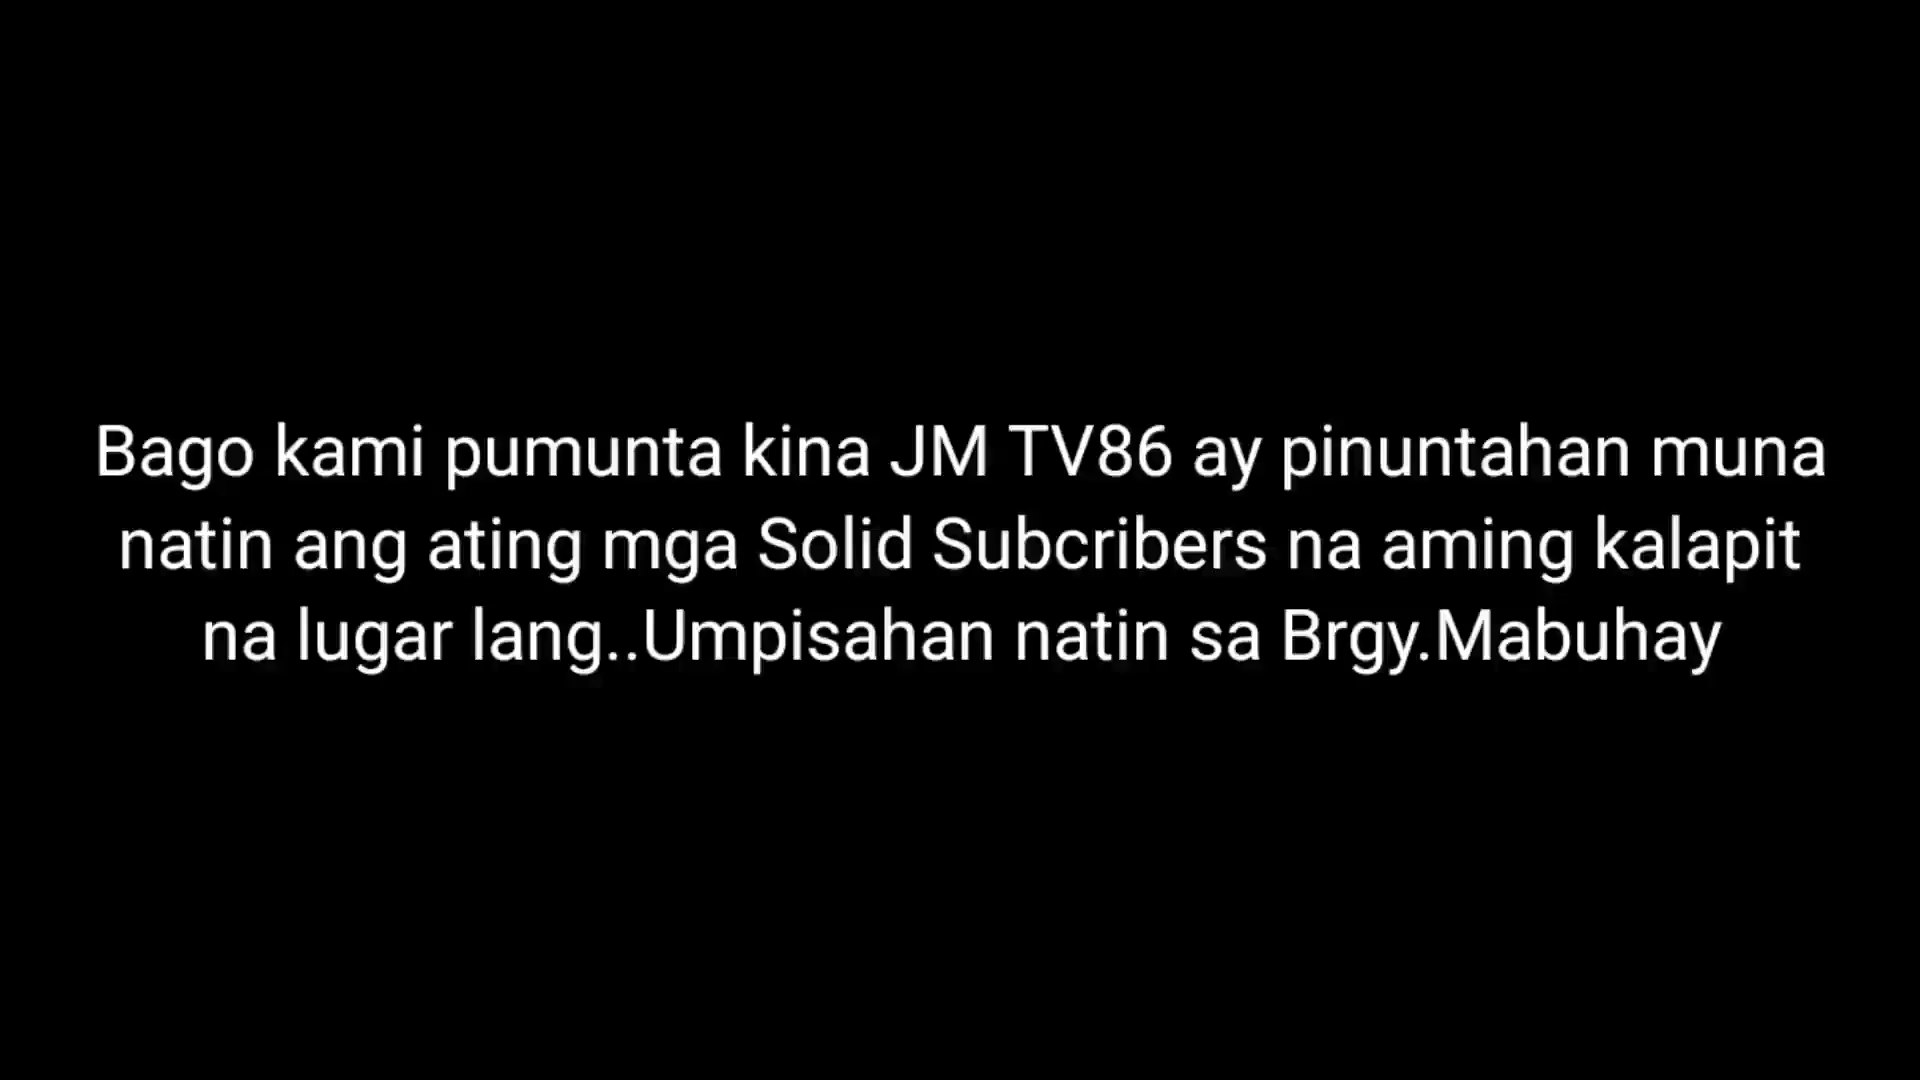 Bago kami pumunta kina JM TV86 ay pinuntahan muna
natin ang ating mga Solid Subcribers na aming kalapit
na lugar lang..Umpisahan natin sa Brgy.Mabuhay